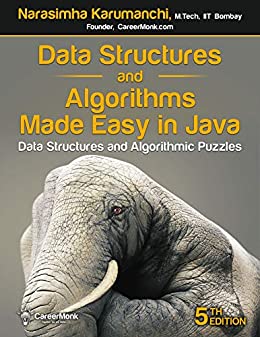 Narasimha Karumanchi, M.Tech, IIT Bombay
Founder, CareerMonk.com
Data Structures
and
Algorithms
Made Easy in Java
Data Structures and Algorithmic Puzzles
5TH
EDITION
CareerMonk